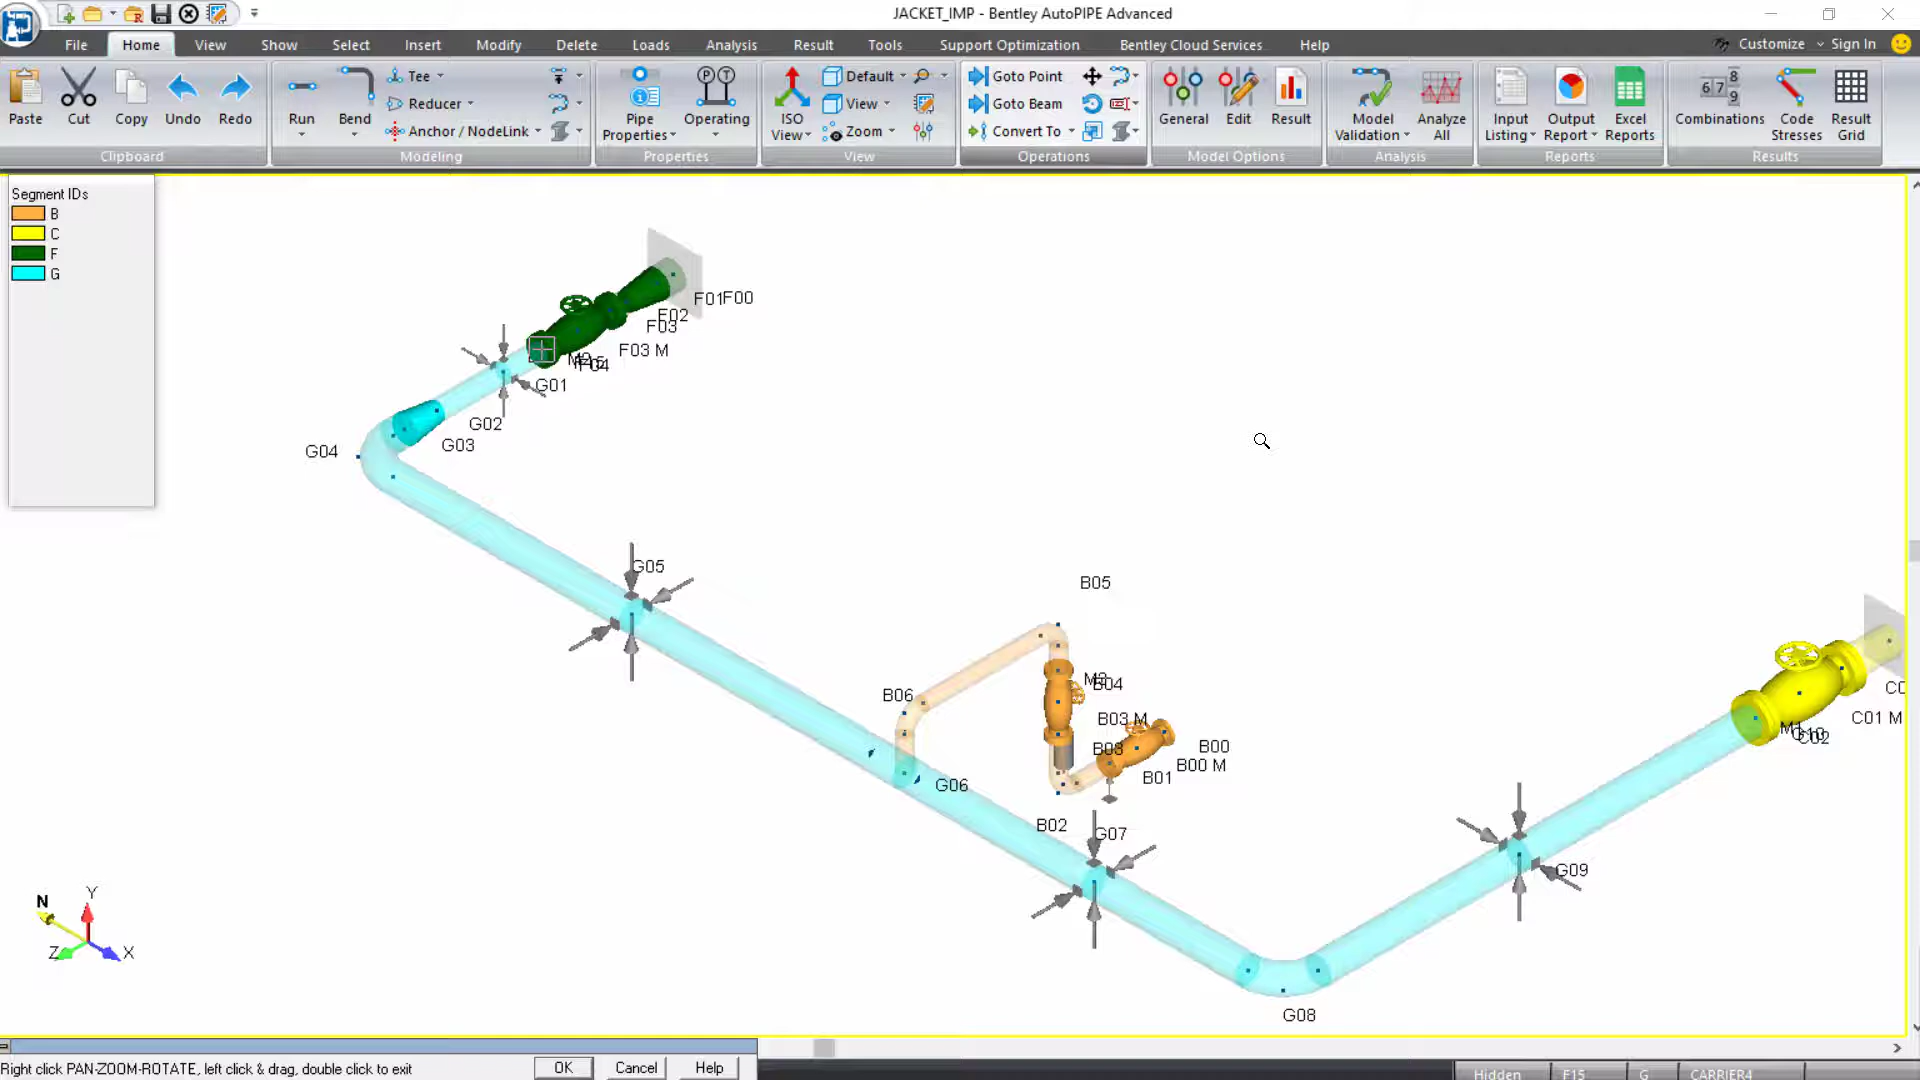 JACKET_IMP - Bentley AutoPIPE Advanced
File Home View Show Select Insert Modify Delete Loads Analysis Result Tools Support Optimization Bentley Cloud Services Help Customize Sign In
Paste Cut Copy Undo Redo
Clipboard
Run Bend Tee
Reducer
Anchor / NodeLink
Modeling
Pipe Properties Operating
Properties
ISO View Default
View
Zoom
View
Goto Point
Goto Beam
Convert To
Operations
General Edit Result
Model Options
Model Validation Analyze All
Analysis
Input Listing Output Report Excel Reports
Reports
Combinations Code Stresses Result Grid
Results
Segment IDs
B
C
F
G
F01 F00
F02
F03
F03 M
F04
G01
G02
G03
G04
G05
B05
B06
B04
B03 M
B03
B00
B00 M
B01
G06
B02
G07
C01 M
M1
C02
G09
G08
N
Y
Z
X
Right click PAN-ZOOM-ROTATE, left click & drag, double click to exit OK Cancel Help
Hidden F15 G CARRIER4